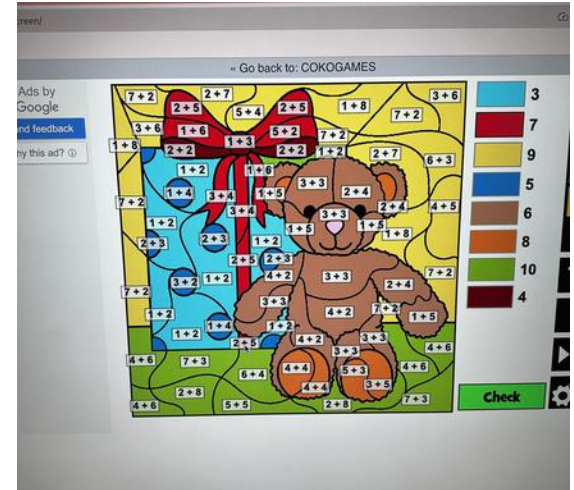 creen/
« Go back to: COKOGAMES
Ads by
Google
nd feedback
hy this ad?
7 + 2
2 + 7
3 + 6
2 + 5
5 + 4
2 + 5
1 + 8
7 + 2
3 + 6
1 + 6
5 + 2
7 + 2
1 + 8
2 + 2
1 + 3
2 + 2
1 + 2
2 + 7
6 + 3
1 + 2
1 + 6
3 + 3
2 + 4
1 + 4
3 + 4
1 + 5
7 + 2
3 + 4
3 + 3
2 + 4
4 + 5
1 + 2
1 + 5
1 + 5
1 + 8
2 + 3
2 + 3
1 + 2
2 + 5
2 + 3
3 + 2
1 + 2
4 + 2
3 + 3
2 + 4
7 + 2
7 + 2
3 + 3
1 + 2
4 + 2
7 + 2
1 + 5
1 + 2
1 + 4
1 + 2
2 + 5
4 + 2
3 + 3
3 + 3
4 + 6
4 + 6
7 + 3
6 + 4
4 + 4
5 + 3
4 + 6
2 + 8
4 + 4
3 + 5
4 + 6
5 + 5
2 + 8
7 + 3
3
7
9
5
6
8
10
4
Check